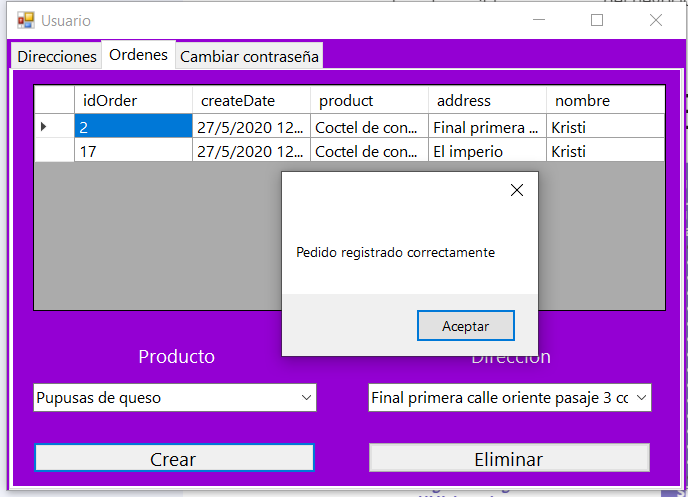 Usuario
Direcciones Ordenes Cambiar contraseña
idOrder createDate product address nombre
2 27/5/2020 12... Coctel de con... Final primera ... Kristi
17 27/5/2020 12... Coctel de con... El imperio Kristi
Pedido registrado correctamente
Aceptar
Producto Dirección
Pupusas de queso Final primera calle oriente pasaje 3 cc
Crear Eliminar